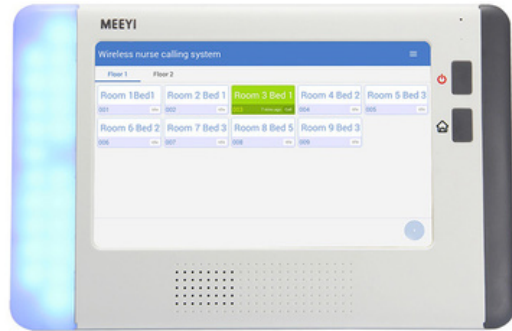 MEEYI
Wireless nurse calling system
Floor 1 Floor 2
Room 1Bed1 Room 2 Bed 1 Room 3 Bed 1 Room 4 Bed 2 Room 5 Bed 3
001 002 003 004 005
Room 6 Bed 2 Room 7 Bed 3 Room 8 Bed 5 Room 9 Bed 3
006 007 008 009